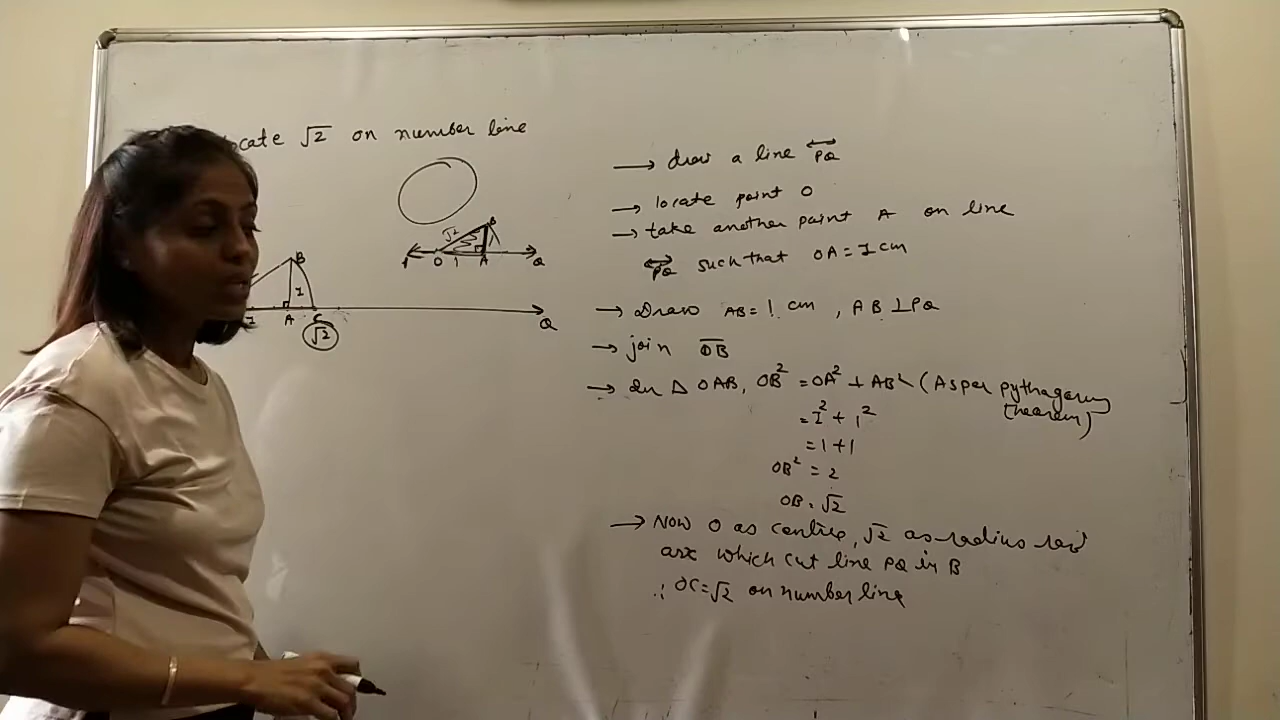 cate √2 on number line
B
√2
P O 1 A Q
B
1
1 A C Q
√2
→ draw a line PQ
→ locate point O
→ take another point A on line
PQ such that OA = 1 cm
→ Draw AB = 1 cm, AB ⊥ PQ
→ join OB
→ In Δ OAB, OB² = OA² + AB² (As per pythagorus
theorem)
= 1² + 1²
= 1 + 1
OB² = 2
OB = √2
→ Now O as centre, √2 as radius
arc which cut line PQ in B
∴ OC = √2 on number line